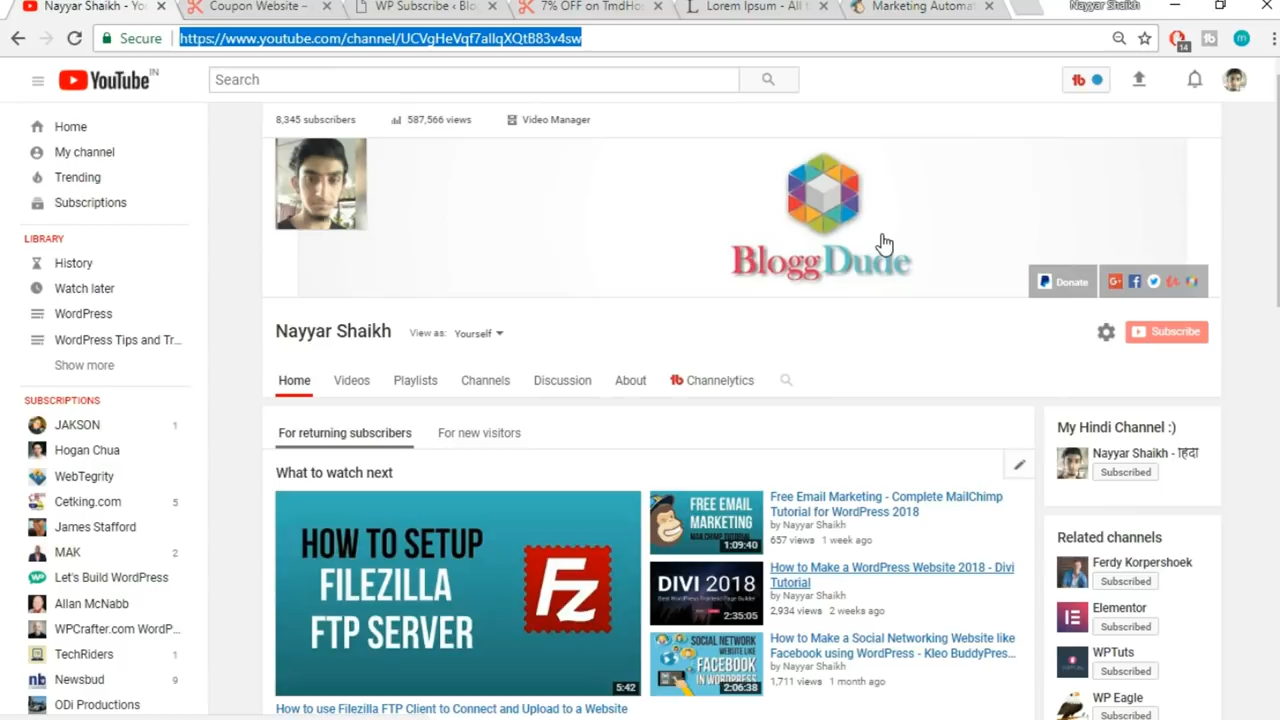 Nayyar Shaikh - Yo
Coupon Website –
WP Subscribe ‹ Blo
7% OFF on TmdHos
Lorem Ipsum - All t
Marketing Automat
Nayyar Shaikh
Secure
https://www.youtube.com/channel/UCVgHeVqf7allqXQtB83v4sw
14
YouTube IN
Search
Home
My channel
Trending
Subscriptions
LIBRARY
History
Watch later
WordPress
WordPress Tips and Tr...
Show more
SUBSCRIPTIONS
JAKSON 1
Hogan Chua
WebTegrity
Cetking.com 5
James Stafford
MAK 2
Let's Build WordPress
Allan McNabb
WPCrafter.com WordP...
TechRiders 1
Newsbud 9
ODi Productions
8,345 subscribers
587,566 views
Video Manager
BloggDude
Donate
Nayyar Shaikh
View as: Yourself
Subscribe
Home
Videos
Playlists
Channels
Discussion
About
Channelytics
For returning subscribers
For new visitors
What to watch next
HOW TO SETUP
FILEZILLA
FTP SERVER
Fz
5:42
How to use Filezilla FTP Client to Connect and Upload to a Website
FREE EMAIL
MARKETING
1:09:40
Free Email Marketing - Complete MailChimp
Tutorial for WordPress 2018
by Nayyar Shaikh
657 views 1 week ago
DIVI 2018
2:35:05
How to Make a WordPress Website 2018 - Divi
Tutorial
by Nayyar Shaikh
2,934 views 2 weeks ago
SOCIAL NETWORK
WEBSITE LIKE
FACEBOOK
2:06:38
How to Make a Social Networking Website like
Facebook using WordPress - Kleo BuddyPres...
by Nayyar Shaikh
1,711 views 1 month ago
My Hindi Channel :)
Nayyar Shaikh - हिंदी
Subscribed
Related channels
Ferdy Korpershoek
Subscribed
Elementor
Subscribed
WPTuts
Subscribed
WP Eagle
Subscribed